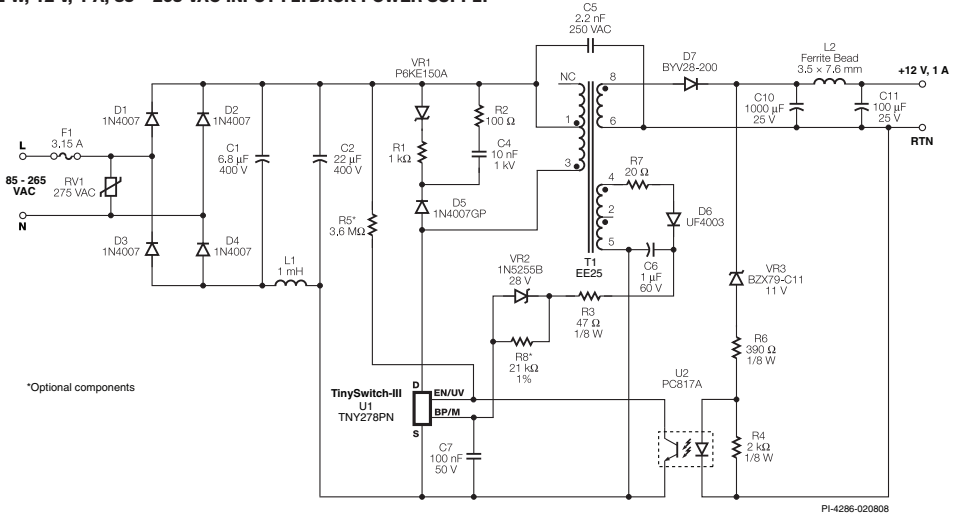 C5
2.2 nF
250 VAC
VR1
P6KE150A
D7
BYV28-200
L2
Ferrite Bead
3.5 × 7.6 mm
+12 V, 1 A
NC
8
6
1
3
C10
1000 µF
25 V
C11
100 µF
25 V
RTN
D1
1N4007
D2
1N4007
F1
3.15 A
L
85 - 265
VAC
RV1
275 VAC
N
C1
6.8 µF
400 V
C2
22 µF
400 V
R1
1 kΩ
R2
100 Ω
C4
10 nF
1 kV
D5
1N4007GP
R5*
3.6 MΩ
4
2
5
R7
20 Ω
D6
UF4003
T1
EE25
C6
1 µF
60 V
D3
1N4007
D4
1N4007
L1
1 mH
VR2
1N5255B
28 V
R3
47 Ω
1/8 W
R8*
21 kΩ
1%
VR3
BZX79-C11
11 V
R6
390 Ω
1/8 W
*Optional components
TinySwitch-III
U1
TNY278PN
D
S
EN/UV
BP/M
C7
100 nF
50 V
U2
PC817A
R4
2 kΩ
1/8 W
PI-4286-020808